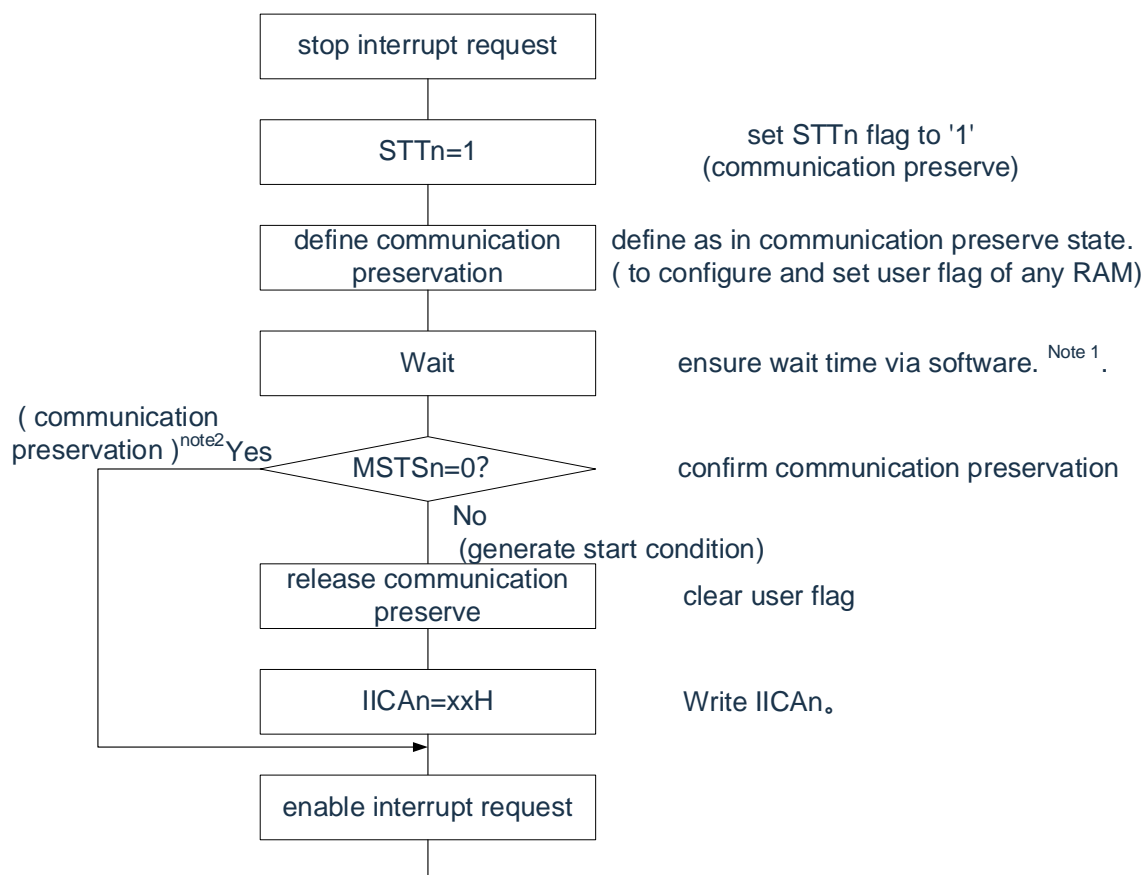 stop interrupt request
STTn=1
set STTn flag to '1'
(communication preserve)
define communication
preservation
define as in communication preserve state.
( to configure and set user flag of any RAM)
Wait
ensure wait time via software. Note 1.
( communication
preservation )note2Yes
MSTSn=0?
confirm communication preservation
No
(generate start condition)
release communication
preserve
clear user flag
IICAn=xxH
Write IICAn。
enable interrupt request